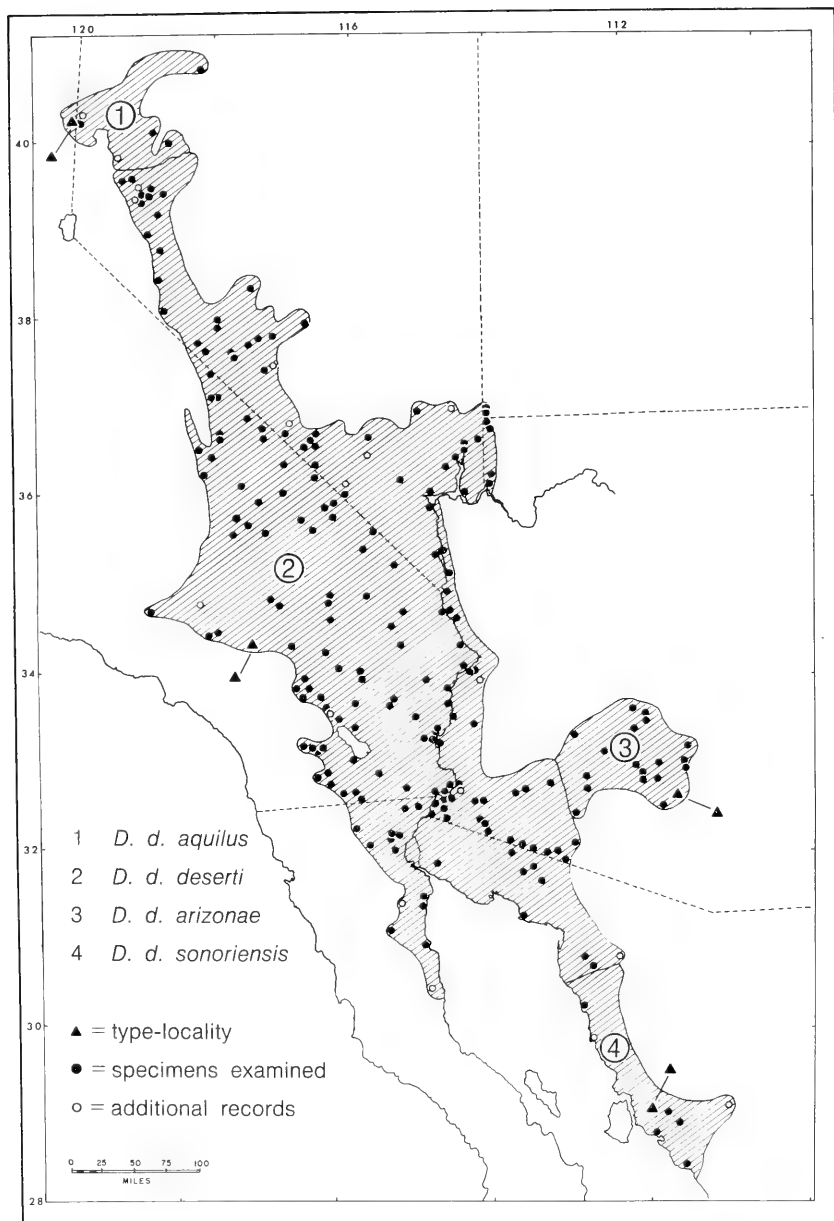 120 116 112
40
38
36
34
32
30
28
1
2
3
4
1 D. d. aquilus
2 D. d. deserti
3 D. d. arizonae
4 D. d. sonoriensis
▲ = type-locality
● = specimens examined
○ = additional records
0 25 50 75 100
MILES